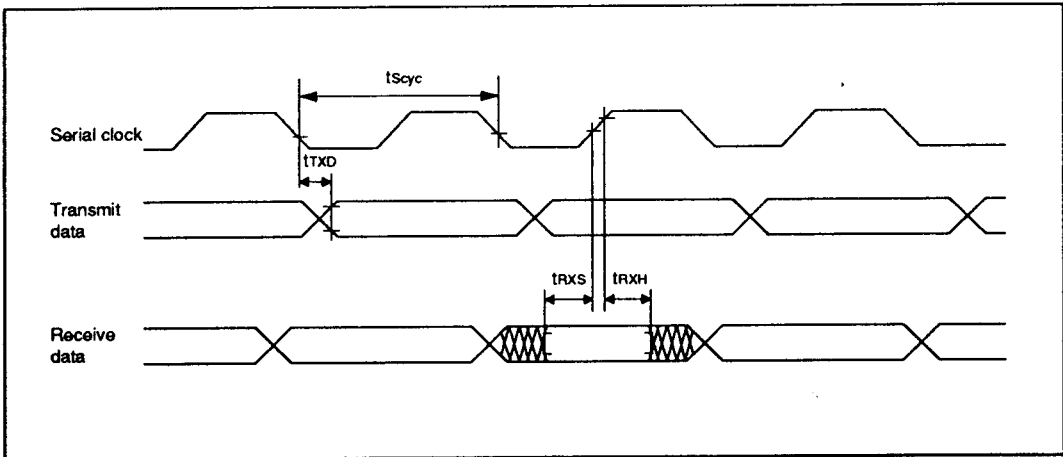 tScyc
Serial clock
tTXD
Transmit
data
tRXS
tRXH
Receive
data